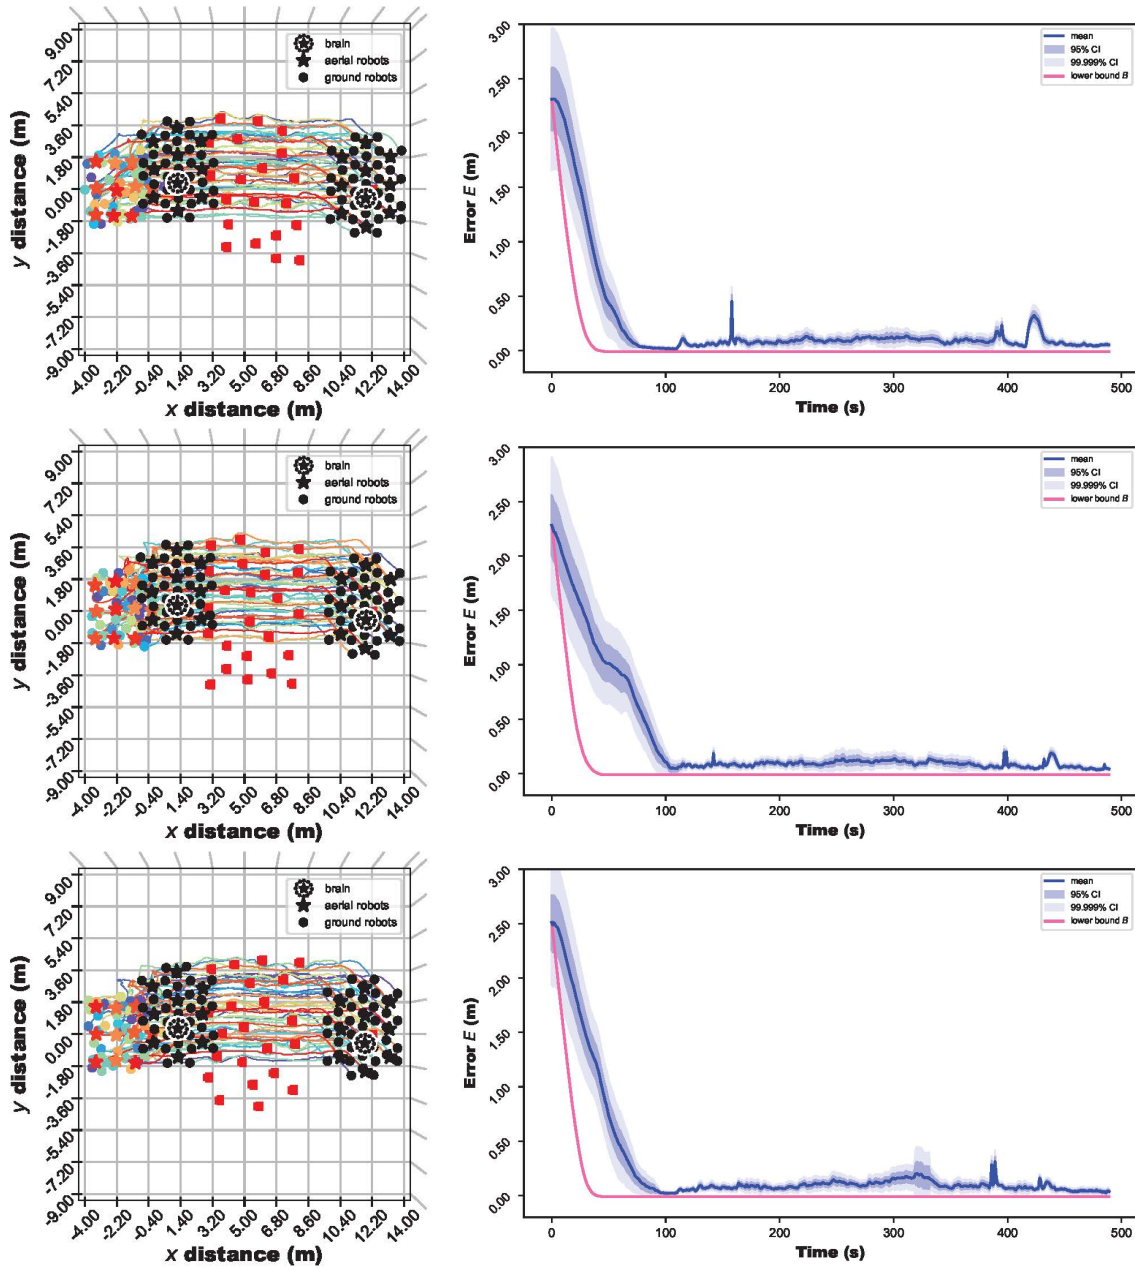 brain
aerial robots
ground robots
9.00
7.20
5.40
3.60
1.80
0.00
-1.80
-3.60
-5.40
-7.20
-9.00
y distance (m)
-4.00 -2.20 -0.40 1.40 3.20 5.00 6.80 8.60 10.40 12.20 14.00
x distance (m)
mean
95% CI
99.999% CI
lower bound B
3.00
2.50
2.00
1.50
1.00
0.50
0.00
Error E (m)
0 100 200 300 400 500
Time (s)
brain
aerial robots
ground robots
9.00
7.20
5.40
3.60
1.80
0.00
-1.80
-3.60
-5.40
-7.20
-9.00
y distance (m)
-4.00 -2.20 -0.40 1.40 3.20 5.00 6.80 8.60 10.40 12.20 14.00
x distance (m)
mean
95% CI
99.999% CI
lower bound B
3.00
2.50
2.00
1.50
1.00
0.50
0.00
Error E (m)
0 100 200 300 400 500
Time (s)
brain
aerial robots
ground robots
9.00
7.20
5.40
3.60
1.80
0.00
-1.80
-3.60
-5.40
-7.20
-9.00
y distance (m)
-4.00 -2.20 -0.40 1.40 3.20 5.00 6.80 8.60 10.40 12.20 14.00
x distance (m)
mean
95% CI
99.999% CI
lower bound B
3.00
2.50
2.00
1.50
1.00
0.50
0.00
Error E (m)
0 100 200 300 400 500
Time (s)